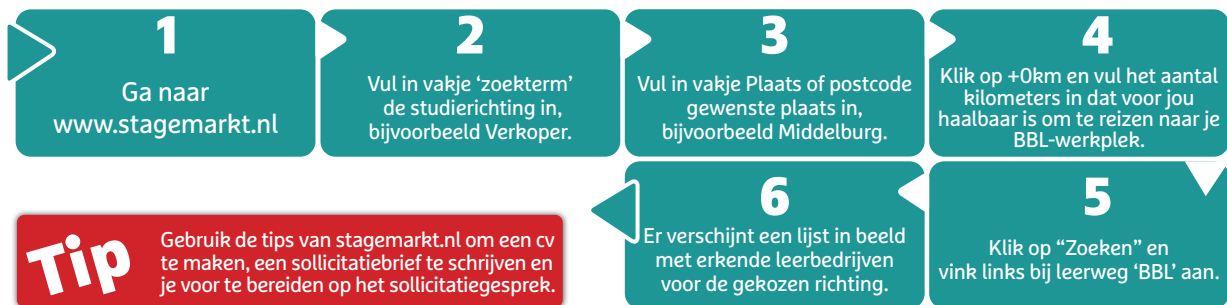 1
Ga naar
www.stagemarkt.nl
2
Vul in vakje ‘zoekterm’
de studierichting in,
bijvoorbeeld Verkoper.
3
Vul in vakje Plaats of postcode
gewenste plaats in,
bijvoorbeeld Middelburg.
4
Klik op +0km en vul het aantal
kilometers in dat voor jou
haalbaar is om te reizen naar je
BBL-werkplek.
5
Klik op “Zoeken” en
vink links bij leerweg ‘BBL’ aan.
6
Er verschijnt een lijst in beeld
met erkende leerbedrijven
voor de gekozen richting.
Tip
Gebruik de tips van stagemarkt.nl om een cv
te maken, een sollicitatiebrief te schrijven en
je voor te bereiden op het sollicitatiegesprek.